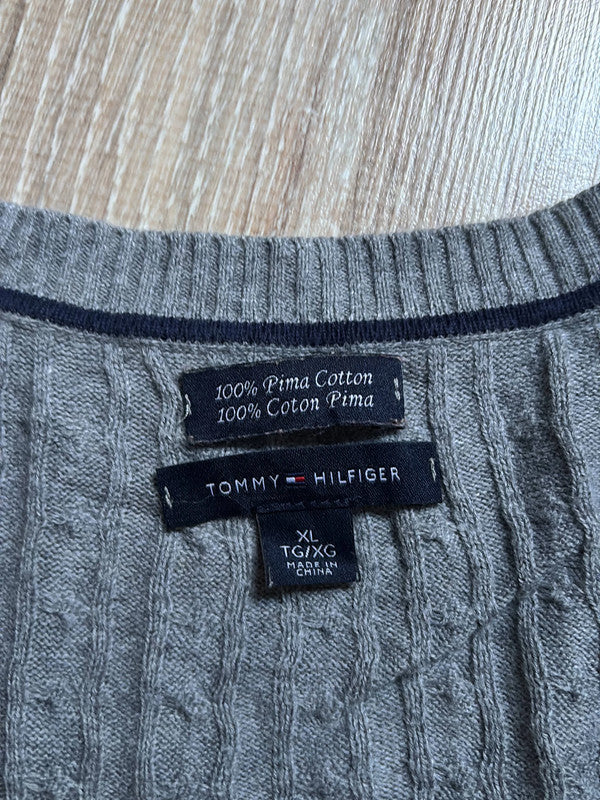 100% Pima Cotton
100% Coton Pima
TOMMY HILFIGER
XL
TG/XG
MADE IN
CHINA